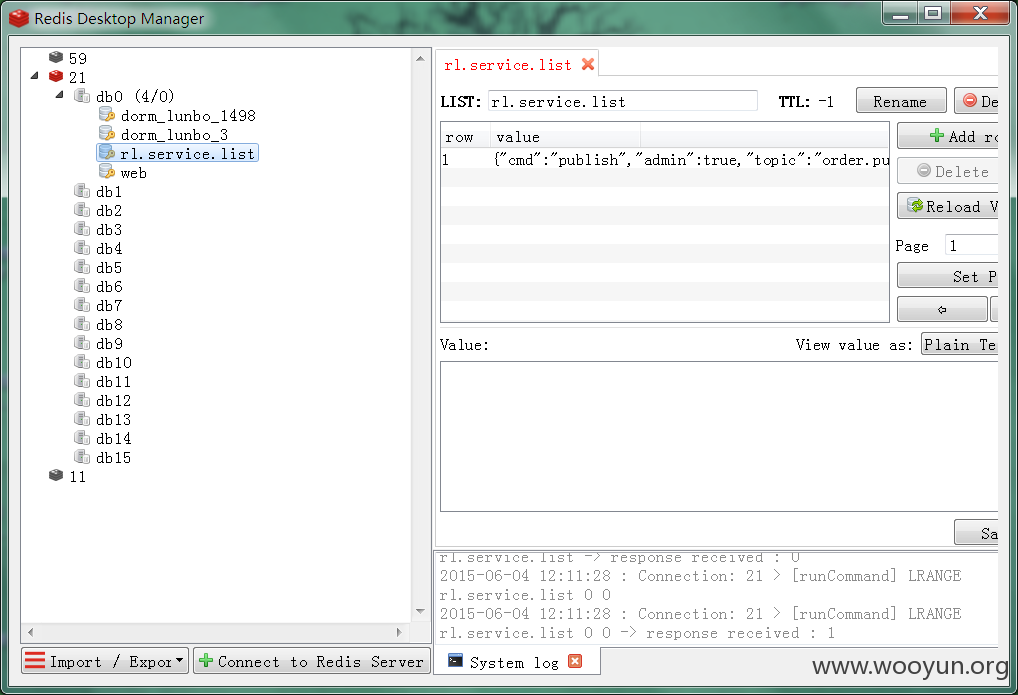 Redis Desktop Manager
59
21
db0 (4/0)
dorm_lunbo_1498
dorm_lunbo_3
rl.service.list
web
db1
db2
db3
db4
db5
db6
db7
db8
db9
db10
db11
db12
db13
db14
db15
11
Import / Expor
Connect to Redis Server
rl.service.list
LIST: rl.service.list TTL: -1 Rename De
row value
1 {"cmd":"publish","admin":true,"topic":"order.pu
Add ro
Delete
Reload V
Page 1
Set P
Value: View value as: Plain Te
Sa
rl.service.list -> response received : 0
2015-06-04 12:11:28 : Connection: 21 > [runCommand] LRANGE
rl.service.list 0 0
2015-06-04 12:11:28 : Connection: 21 > [runCommand] LRANGE
rl.service.list 0 0 -> response received : 1
System log
www.wooyun.org